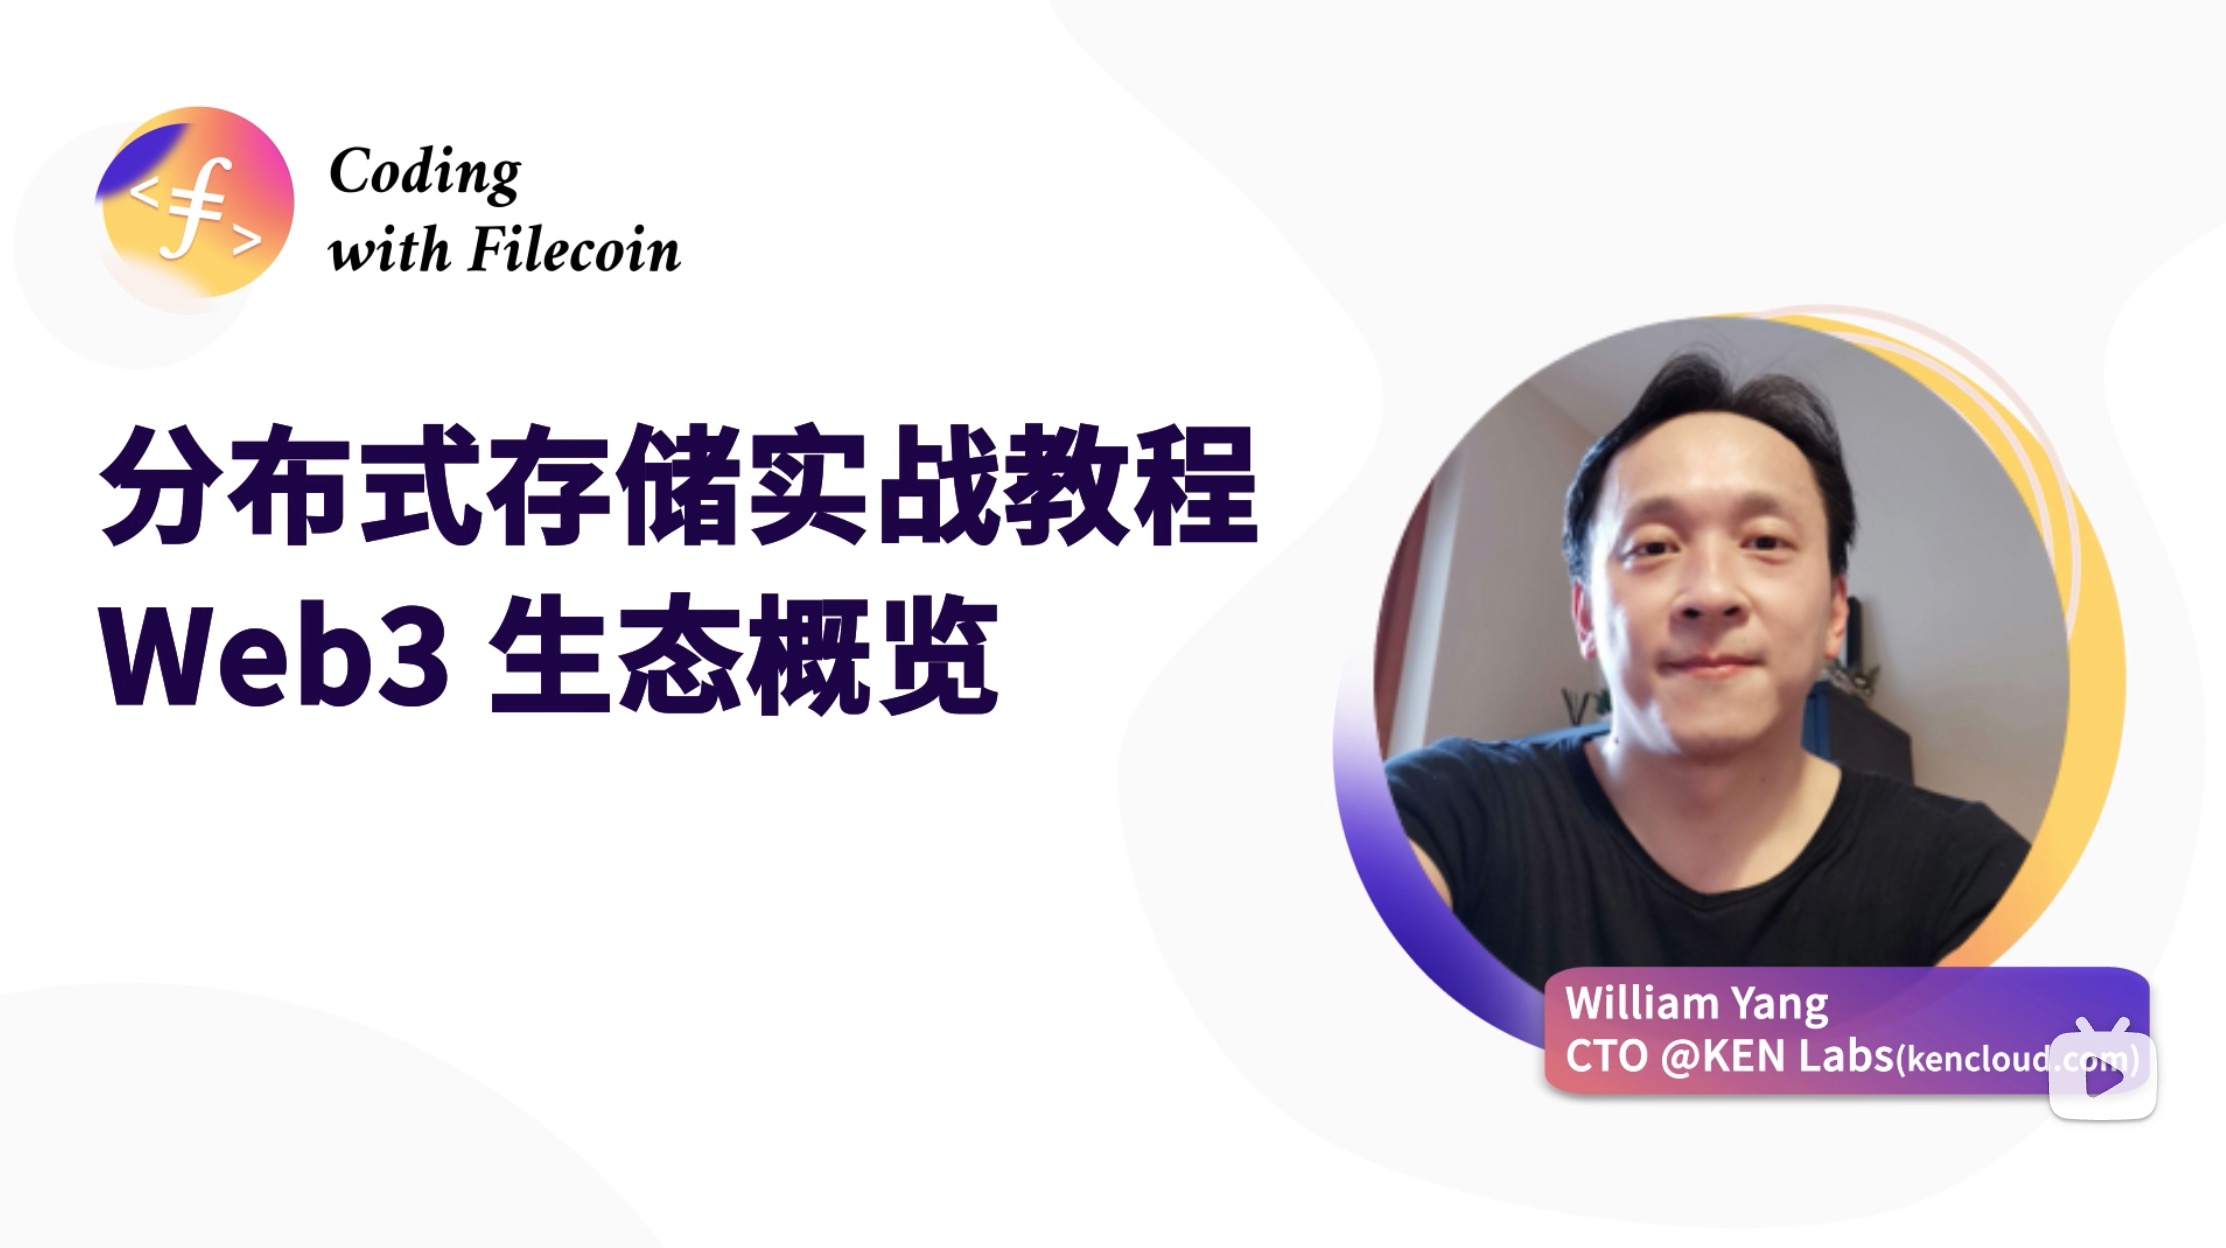 Coding
with Filecoin
分布式存储实战教程
Web3 生态概览
William Yang
CTO @KEN Labs(kencloud.com)